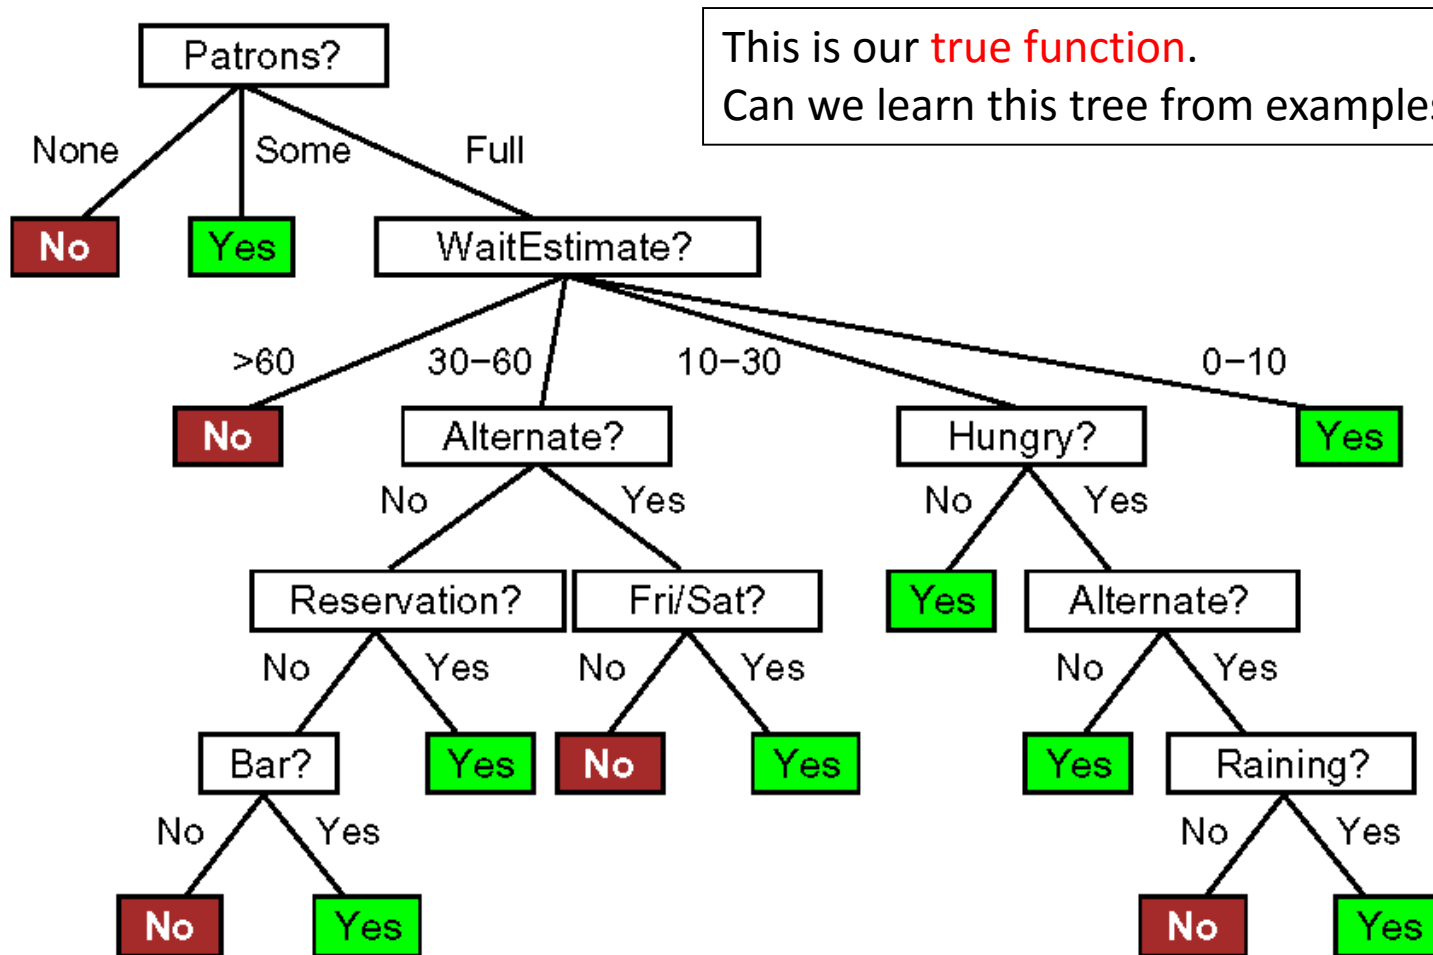 This is our true function.
Can we learn this tree from examples
Patrons?
None Some Full
No Yes WaitEstimate?
>60 30–60 10–30 0–10
No Alternate? Hungry? Yes
No Yes No Yes
Reservation? Fri/Sat? Yes Alternate?
No Yes No Yes No Yes
Bar? Yes No Yes Yes Raining?
No Yes No Yes
No Yes No Yes